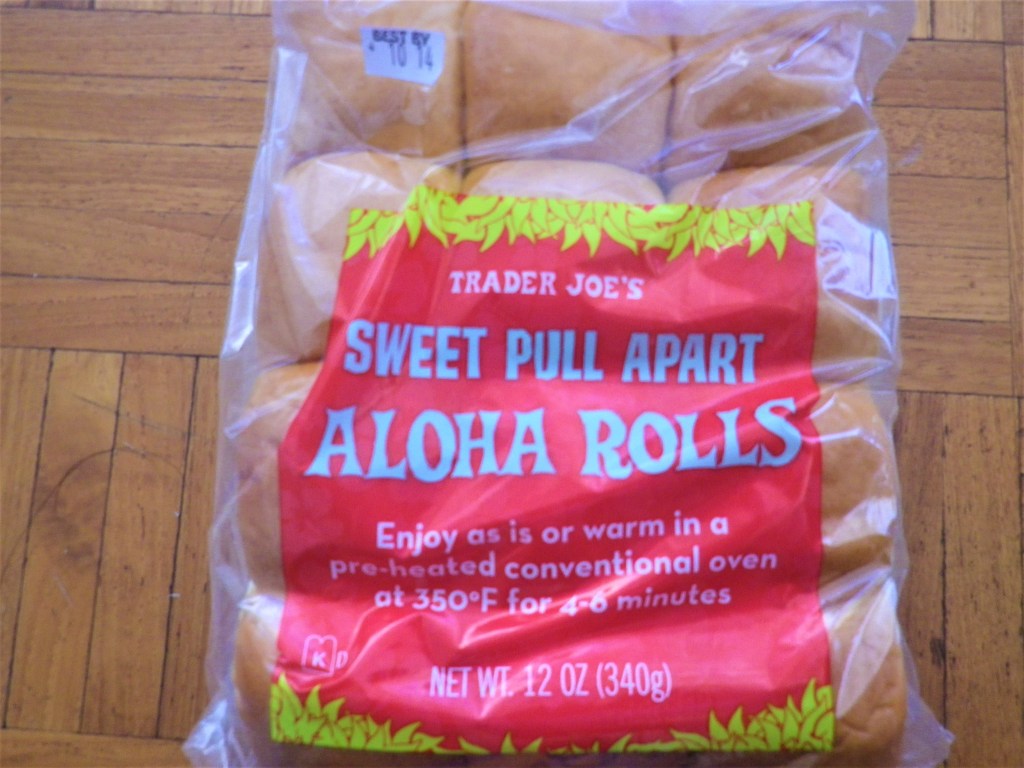 BEST BY
10 14
TRADER JOE'S
SWEET PULL APART
ALOHA ROLLS
Enjoy as is or warm in a
pre-heated conventional oven
at 350°F for 4-6 minutes
K D
NET WT. 12 OZ (340g)